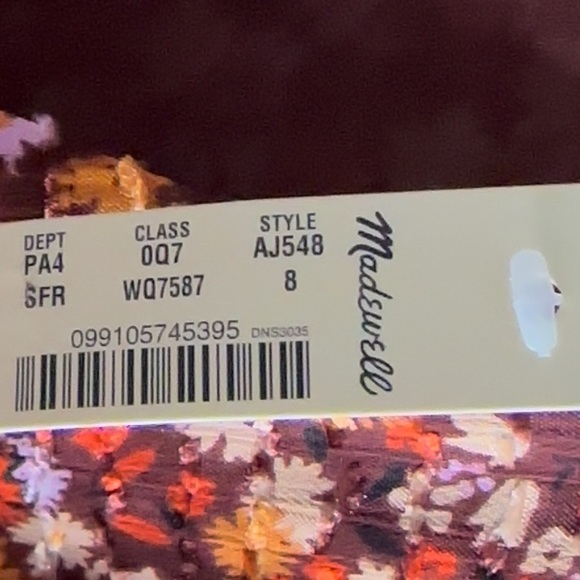 DEPT CLASS STYLE
PA4 0Q7 AJ548
SFR WQ7587 8
099105745395 DNS3035
Madewell